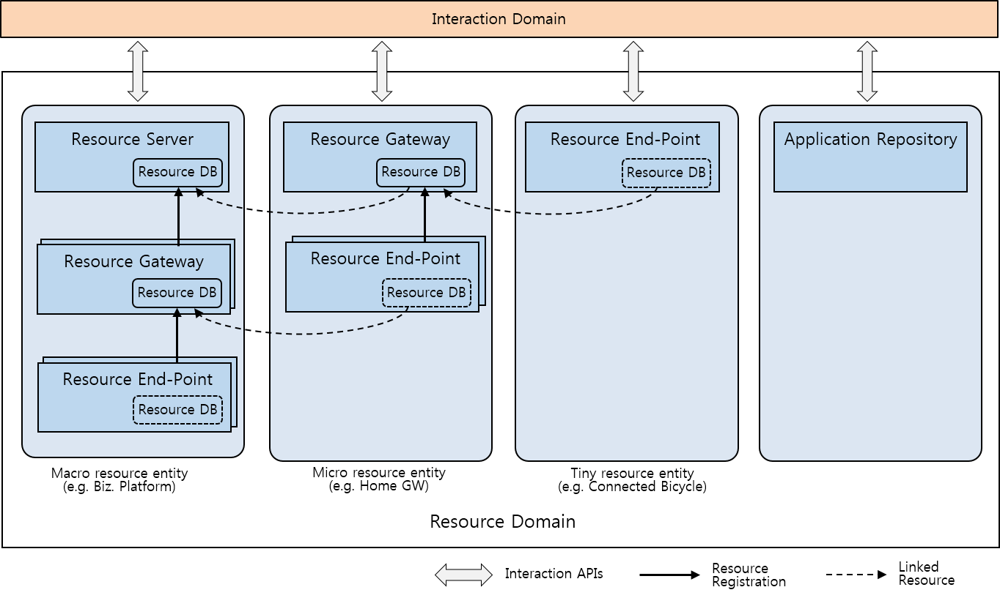 Interaction Domain
Resource Server
Resource DB
Resource Gateway
Resource DB
Resource End-Point
Resource DB
Macro resource entity
(e.g. Biz. Platform)
Resource Gateway
Resource DB
Resource End-Point
Resource DB
Micro resource entity
(e.g. Home GW)
Resource End-Point
Resource DB
Tiny resource entity
(e.g. Connected Bicycle)
Application Repository
Resource Domain
Interaction APIs
Resource
Registration
Linked
Resource